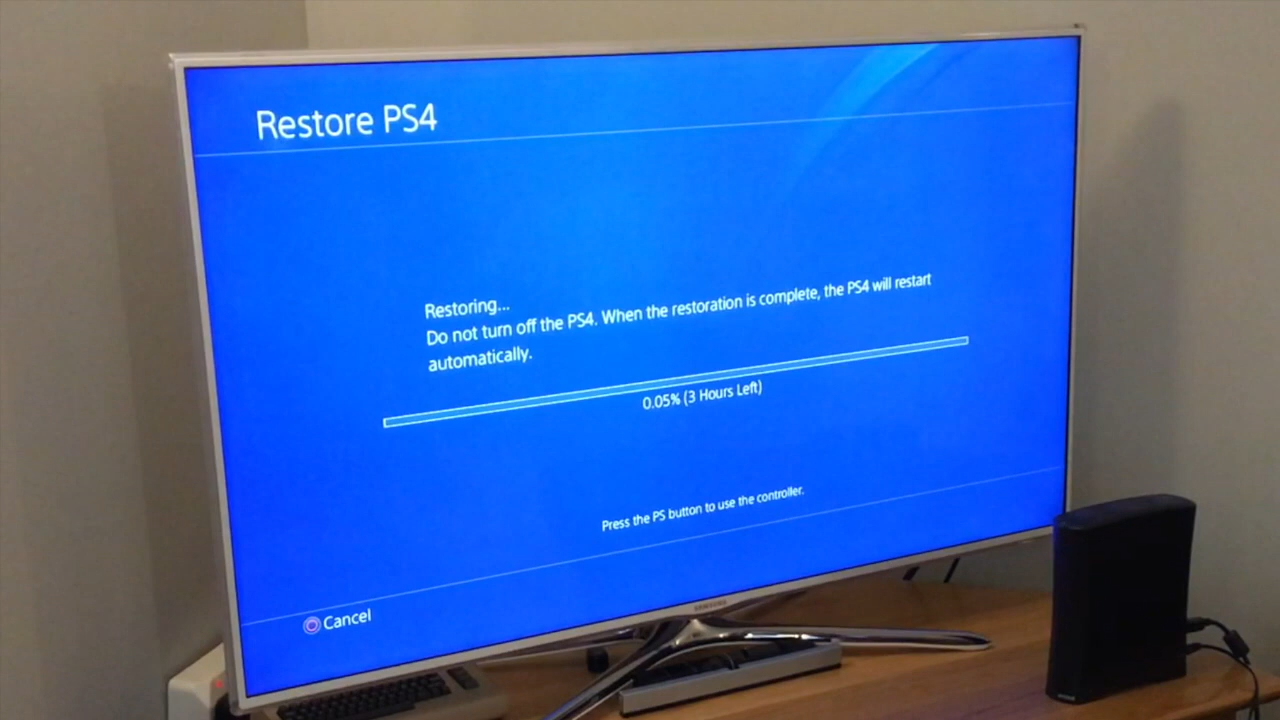 Restore PS4
Restoring...
Do not turn off the PS4. When the restoration is complete, the PS4 will restart
automatically.
0.05% (3 Hours Left)
Press the PS button to use the controller.
Cancel
SAMSUNG